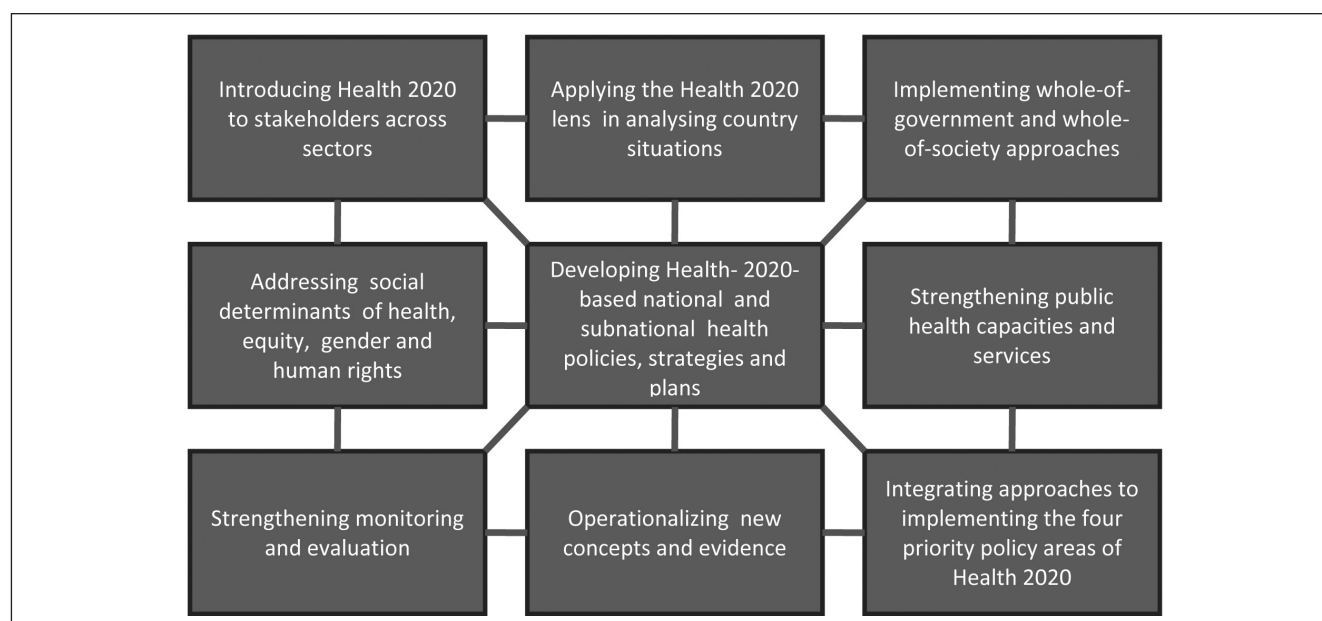 Introducing Health 2020
to stakeholders across
sectors
Applying the Health 2020
lens in analysing country
situations
Implementing whole-of-
government and whole-
of-society approaches
Addressing social
determinants of health,
equity, gender and
human rights
Developing Health- 2020-
based national and
subnational health
policies, strategies and
plans
Strengthening public
health capacities and
services
Strengthening monitoring
and evaluation
Operationalizing new
concepts and evidence
Integrating approaches to
implementing the four
priority policy areas of
Health 2020